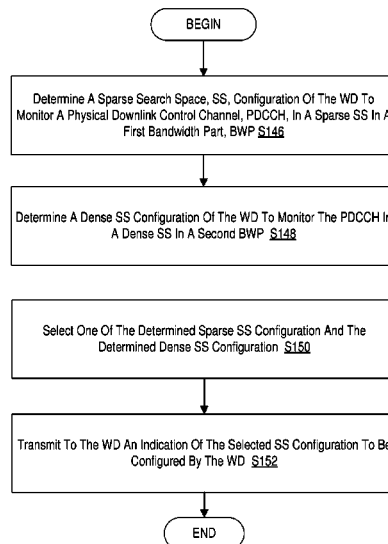 BEGIN
Determine A Sparse Search Space, SS, Configuration Of The WD To
Monitor A Physical Downlink Control Channel, PDCCH, In A Sparse SS In A
First Bandwidth Part, BWP S146
Determine A Dense SS Configuration Of The WD To Monitor The PDCCH In
A Dense SS In A Second BWP S148
Select One Of The Determined Sparse SS Configuration And The
Determined Dense SS Configuration S150
Transmit To The WD An Indication Of The Selected SS Configuration To Be
Configured By The WD S152
END